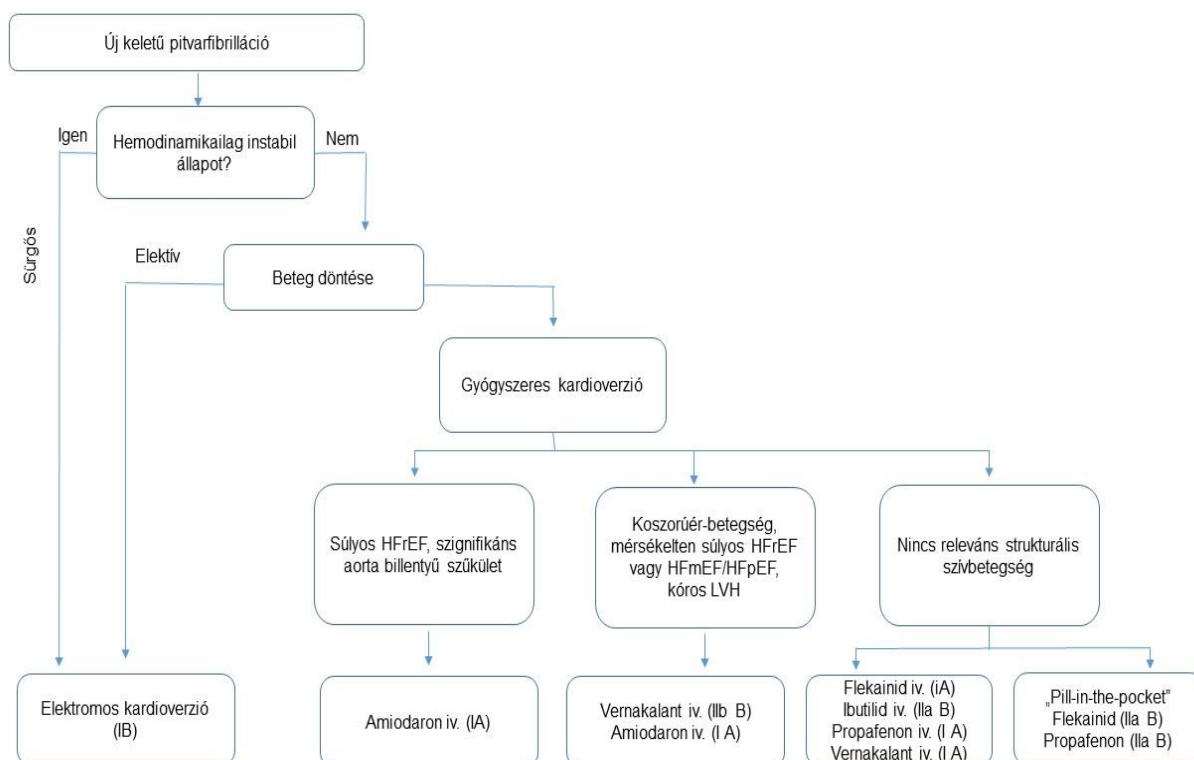 Új keletű pitvarfibrilláció
Igen
Hemodinamikailag instabil
állapot?
Nem
Sürgős
Elektív
Beteg döntése
Gyógyszeres kardioverzió
Súlyos HFrEF, szignifikáns
aorta billentyű szűkület
Koszorúér-betegség,
mérsékelten súlyos HFrEF
vagy HFmEF/HFpEF,
kóros LVH
Nincs releváns strukturális
szívbetegség
Elektromos kardioverzió
(IB)
Amiodaron iv. (IA)
Vernakalant iv. (IIb B)
Amiodaron iv. (I A)
Flekainid iv. (iA)
Ibutilid iv. (IIa B)
Propafenon iv. (I A)
Vernakalant iv. (I A)
„Pill-in-the-pocket”
Flekainid (IIa B)
Propafenon (IIa B)